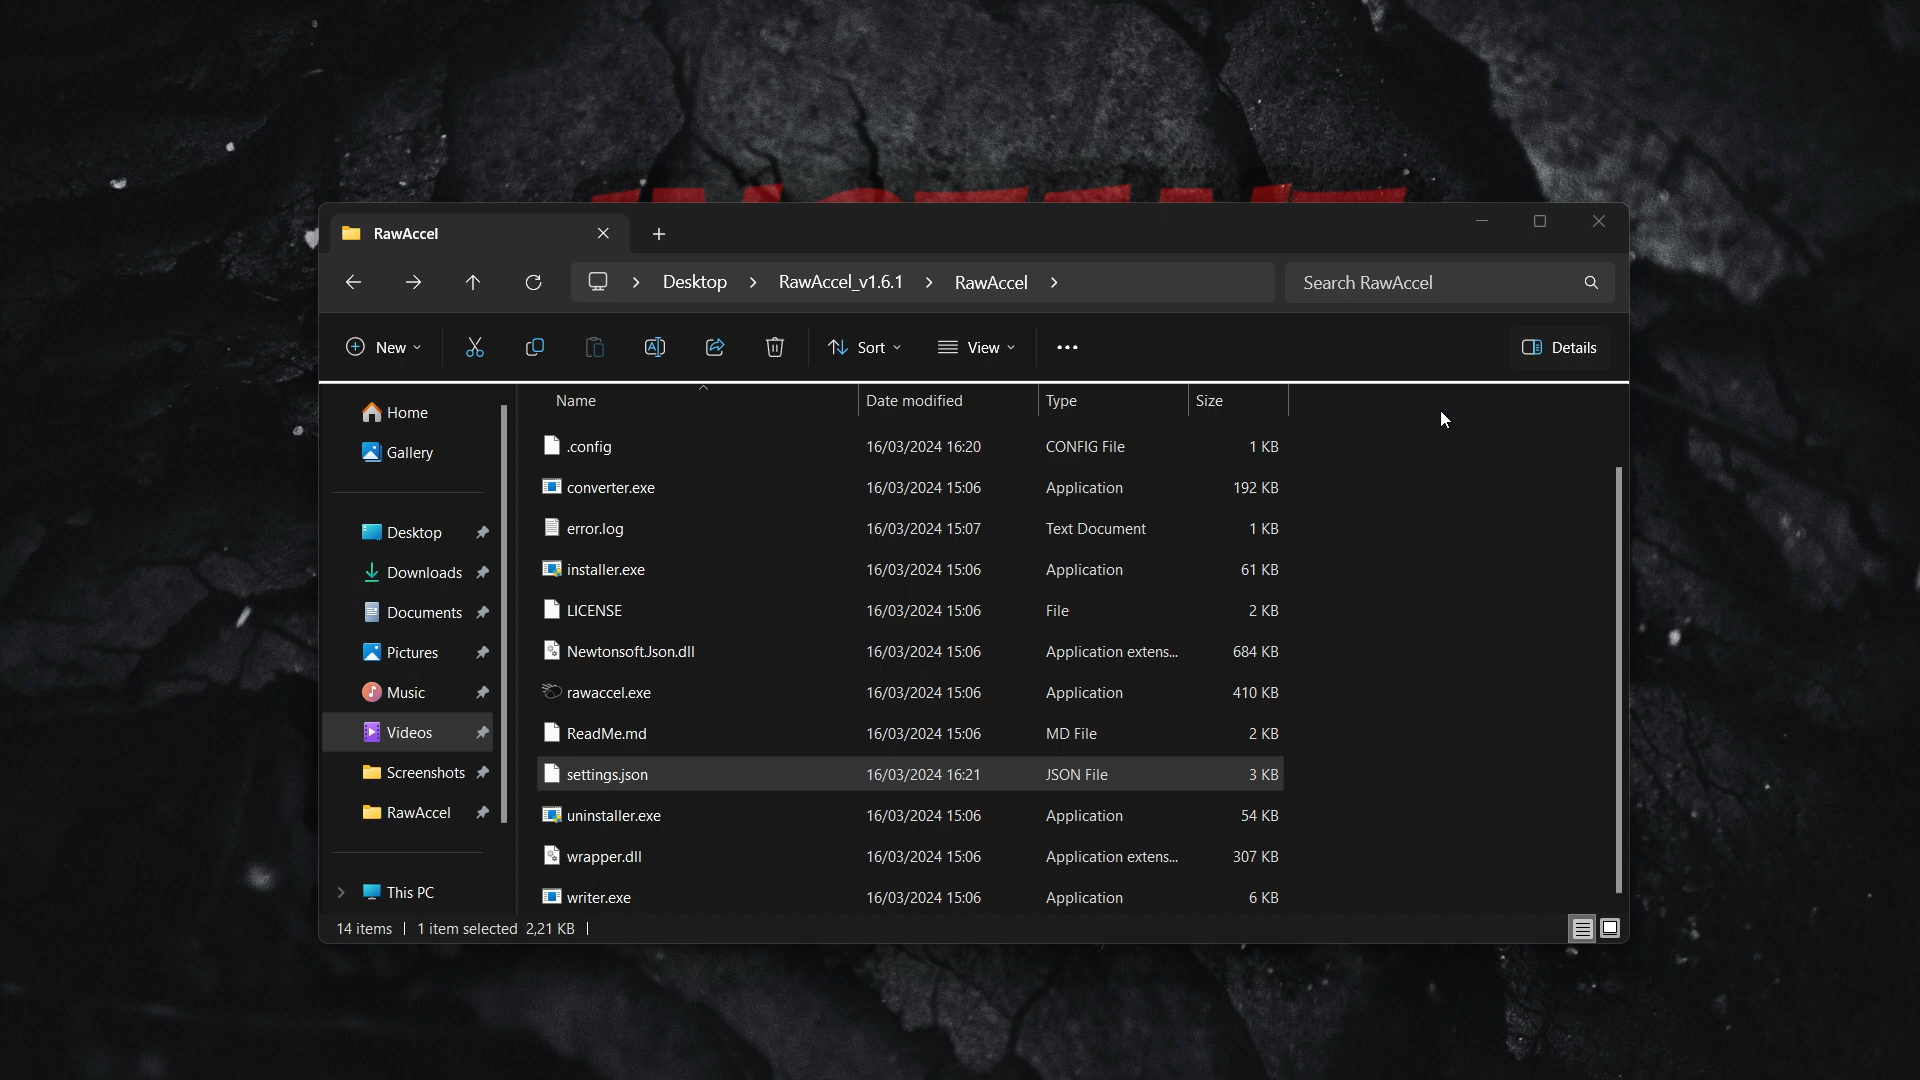 RawAccel
Desktop RawAccel_v1.6.1 RawAccel
Search RawAccel
New
Sort
View
Details
Name Date modified Type Size
Home
Gallery
Desktop
Downloads
Documents
Pictures
Music
Videos
Screenshots
RawAccel
This PC
.config 16/03/2024 16:20 CONFIG File 1 KB
converter.exe 16/03/2024 15:06 Application 192 KB
error.log 16/03/2024 15:07 Text Document 1 KB
installer.exe 16/03/2024 15:06 Application 61 KB
LICENSE 16/03/2024 15:06 File 2 KB
Newtonsoft.Json.dll 16/03/2024 15:06 Application extens... 684 KB
rawaccel.exe 16/03/2024 15:06 Application 410 KB
ReadMe.md 16/03/2024 15:06 MD File 2 KB
settings.json 16/03/2024 16:21 JSON File 3 KB
uninstaller.exe 16/03/2024 15:06 Application 54 KB
wrapper.dll 16/03/2024 15:06 Application extens... 307 KB
writer.exe 16/03/2024 15:06 Application 6 KB
14 items 1 item selected 2,21 KB